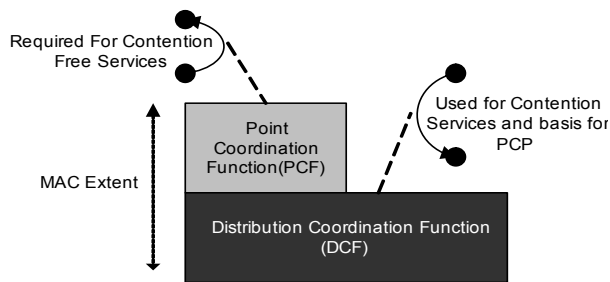 Required For Contention
Free Services
Used for Contention
Services and basis for
PCP
Point
Coordination
Function(PCF)
MAC Extent
Distribution Coordination Function
(DCF)